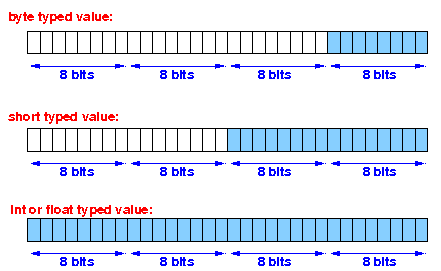 byte typed value:
8 bits 8 bits 8 bits 8 bits
short typed value:
8 bits 8 bits 8 bits 8 bits
int or float typed value:
8 bits 8 bits 8 bits 8 bits